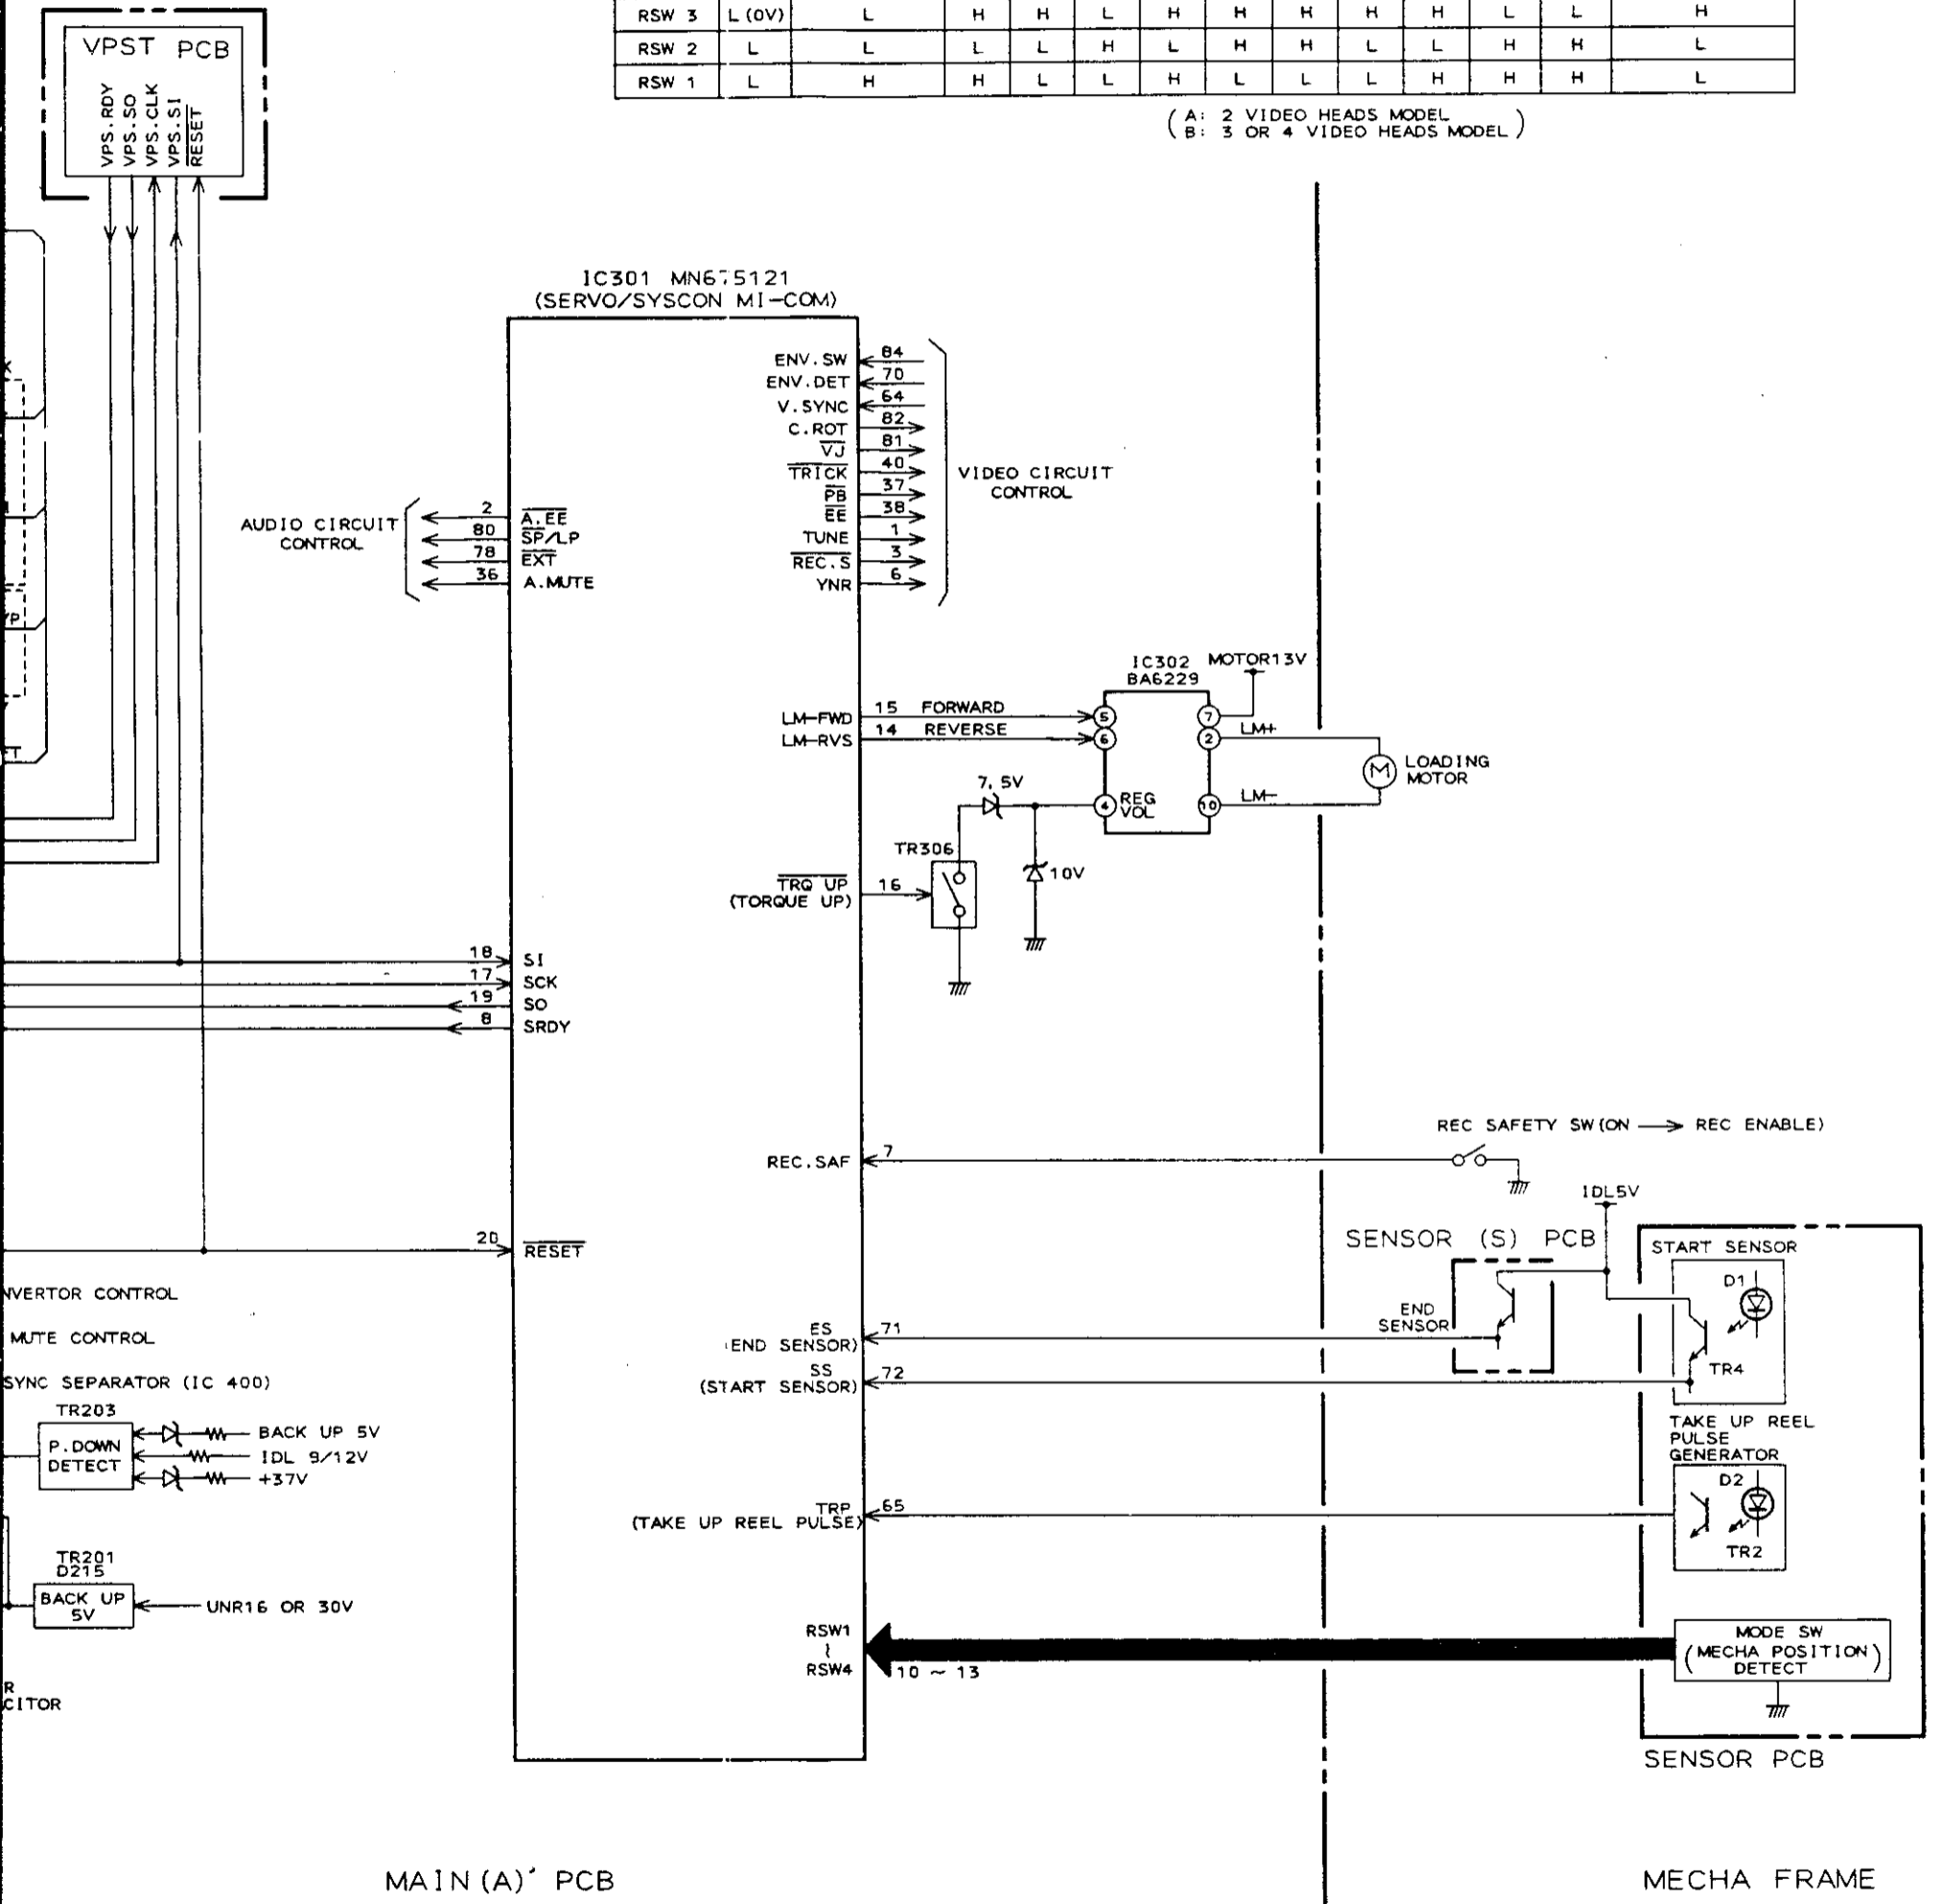 RSW 3 L (0V) L H H L H H H H H L L H
RSW 2 L L L L H L H H L L H H L
RSW 1 L H H L L H L L L H H H L
( A: 2 VIDEO HEADS MODEL
B: 3 OR 4 VIDEO HEADS MODEL )
VPST PCB
VPS.RDY
VPS.SO
VPS.CLK
VPS.SI
RESET
IC301 MN675121
(SERVO/SYSCON MI-COM)
ENV.SW 84
ENV.DET 70
V.SYNC 64
C.ROT 82
VJ 81
TRICK 40
PB 37
EE 38
TUNE 1
REC.S 3
YNR 6
VIDEO CIRCUIT
CONTROL
AUDIO CIRCUIT
CONTROL
2 A.EE
80 SP/LP
78 EXT
36 A.MUTE
IC302
BA6229
MOTOR13V
LM-FWD 15 FORWARD 5 7
LM-RVS 14 REVERSE 6 2 LM+
M LOADING
MOTOR
7,5V
4 REG
VOL
10 LM-
TR306
10V
TRQ UP
(TORQUE UP) 16
18 SI
17 SCK
19 SO
8 SRDY
REC SAFETY SW(ON → REC ENABLE)
REC.SAF 7
IDL5V
20 RESET
SENSOR (S) PCB
START SENSOR
D1
TR4
END
SENSOR
ES
(END SENSOR) 71
SS
(START SENSOR) 72
NVERTOR CONTROL
MUTE CONTROL
SYNC SEPARATOR (IC 400)
TR203
P.DOWN
DETECT
BACK UP 5V
IDL 9/12V
+37V
TAKE UP REEL
PULSE
GENERATOR
D2
TR2
TRP
(TAKE UP REEL PULSE) 65
TR201
D215
BACK UP
5V
UNR16 OR 30V
RSW1
~
RSW4
10 ~ 13
MODE SW
(MECHA POSITION)
DETECT
R
CITOR
SENSOR PCB
MAIN(A)' PCB
MECHA FRAME